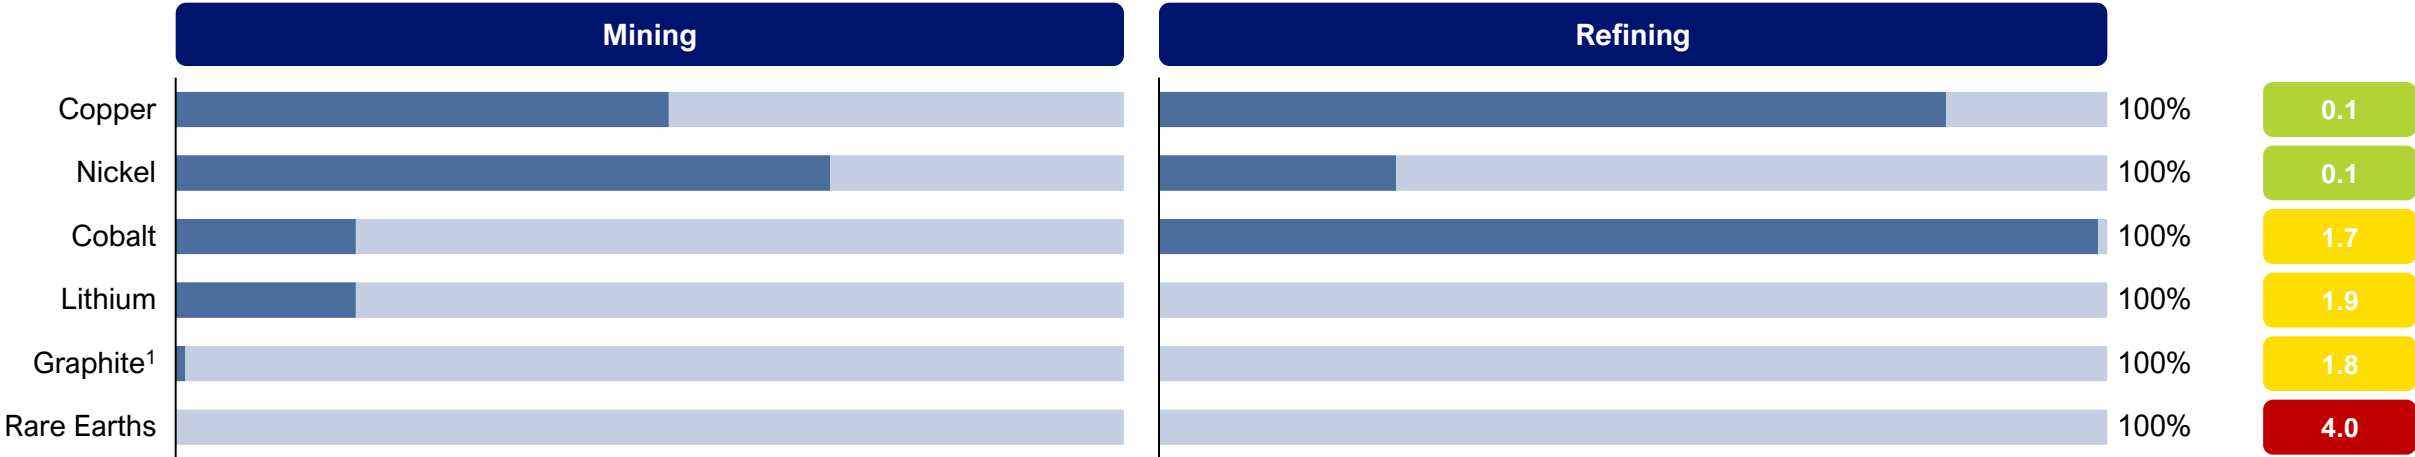 Mining Refining
Copper 100% 0.1
Nickel 100% 0.1
Cobalt 100% 1.7
Lithium 100% 1.9
Graphite¹ 100% 1.8
Rare Earths 100% 4.0